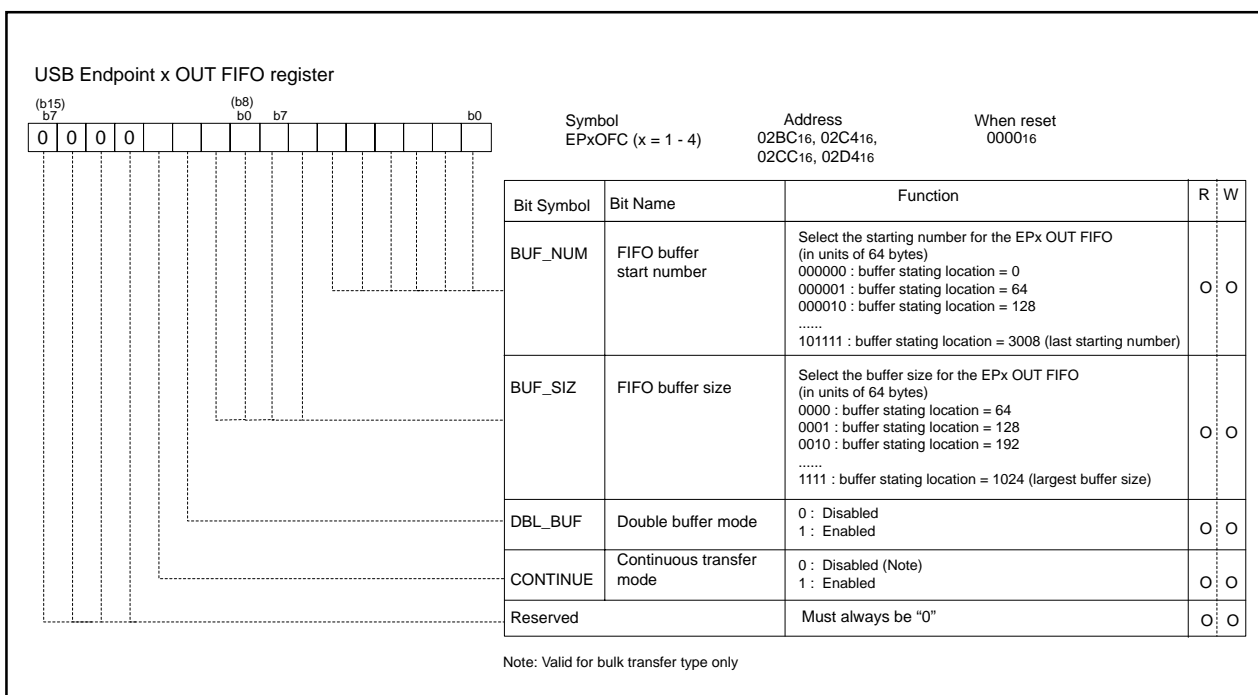 USB Endpoint x OUT FIFO register
(b15) (b8)
b7 b0 b7 b0
0 0 0 0
Symbol Address When reset
EPxOFC (x = 1 - 4) 02BC16, 02C416, 000016
02CC16, 02D416
Bit Symbol Bit Name Function R W
BUF_NUM FIFO buffer start number
Select the starting number for the EPx OUT FIFO
(in units of 64 bytes)
000000 : buffer stating location = 0
000001 : buffer stating location = 64
000010 : buffer stating location = 128
......
101111 : buffer stating location = 3008 (last starting number)
O O
BUF_SIZ FIFO buffer size
Select the buffer size for the EPx OUT FIFO
(in units of 64 bytes)
0000 : buffer stating location = 64
0001 : buffer stating location = 128
0010 : buffer stating location = 192
......
1111 : buffer stating location = 1024 (largest buffer size)
O O
DBL_BUF Double buffer mode
0 : Disabled
1 : Enabled
O O
CONTINUE Continuous transfer mode
0 : Disabled (Note)
1 : Enabled
O O
Reserved Must always be “0” O O
Note: Valid for bulk transfer type only